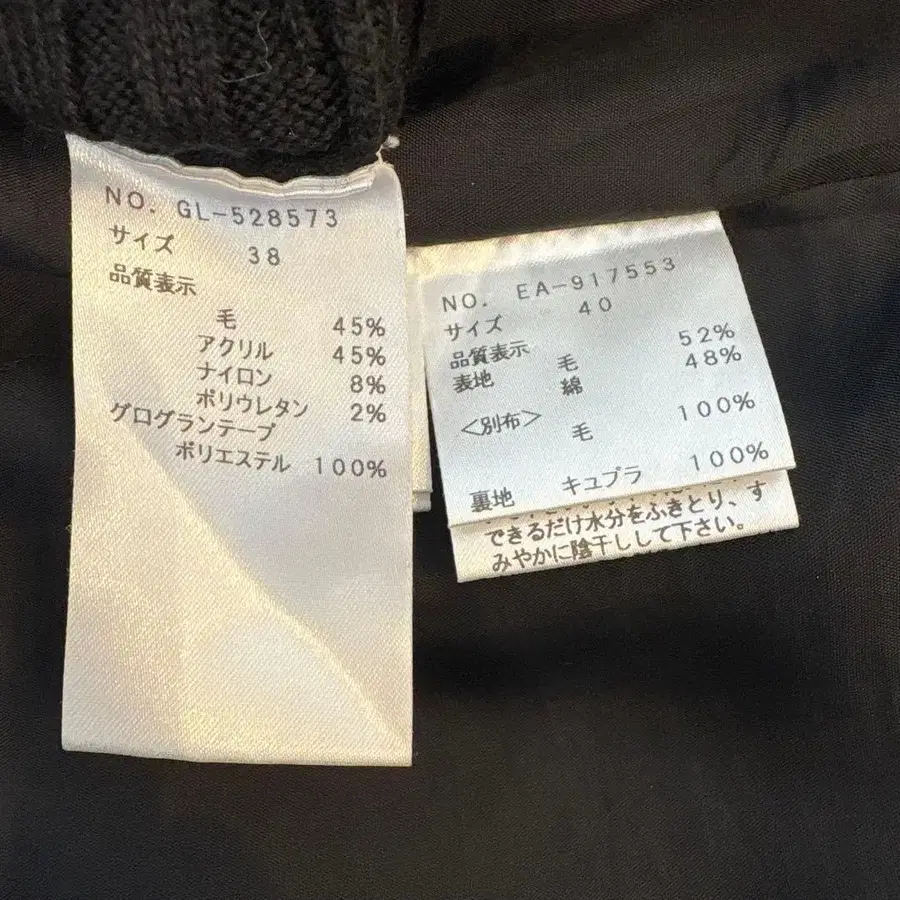 NO. GL-528573
サイズ 38
品質表示
毛 45%
アクリル 45%
ナイロン 8%
ポリウレタン 2%
グログランテープ
ポリエステル 100%
NO. EA-917553
サイズ 40
品質表示
表地 毛 52%
綿 48%
<別布>
毛 100%
裏地 キュプラ 100%
できるだけ水分をふきとり、す
みやかに陰干しして下さい。